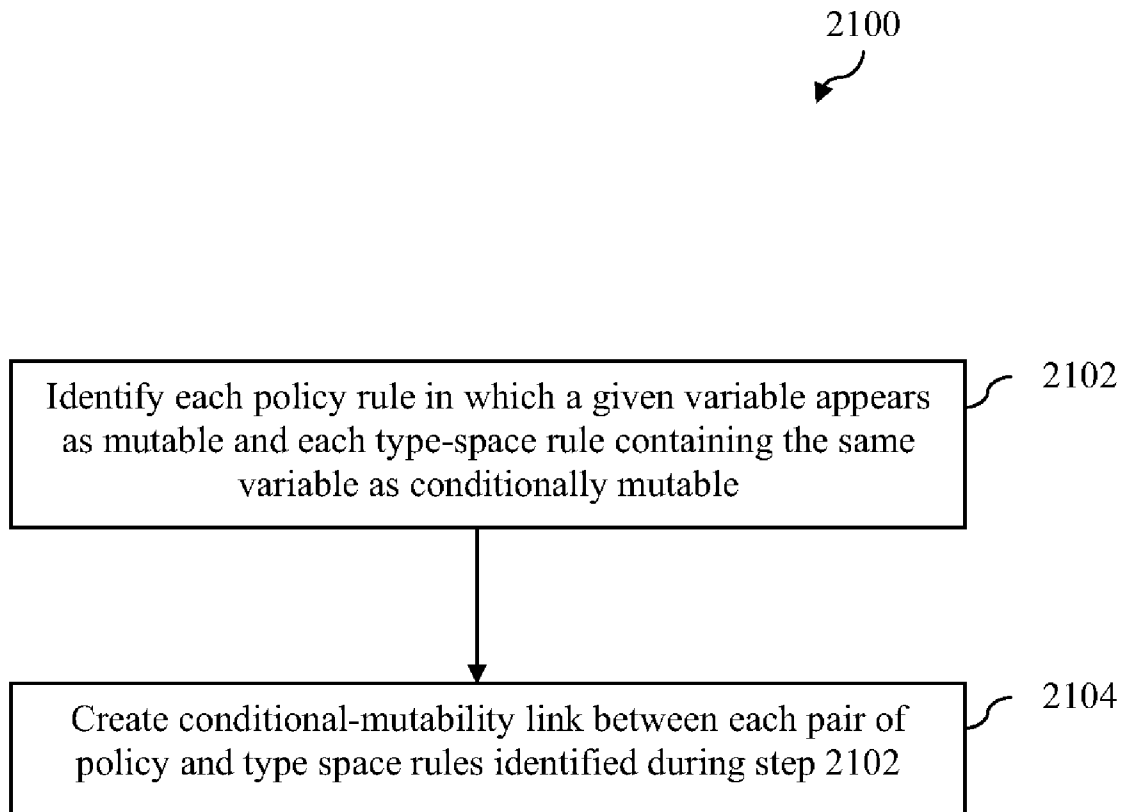 2100
Identify each policy rule in which a given variable appears
as mutable and each type-space rule containing the same
variable as conditionally mutable
2102
Create conditional-mutability link between each pair of
policy and type space rules identified during step 2102
2104